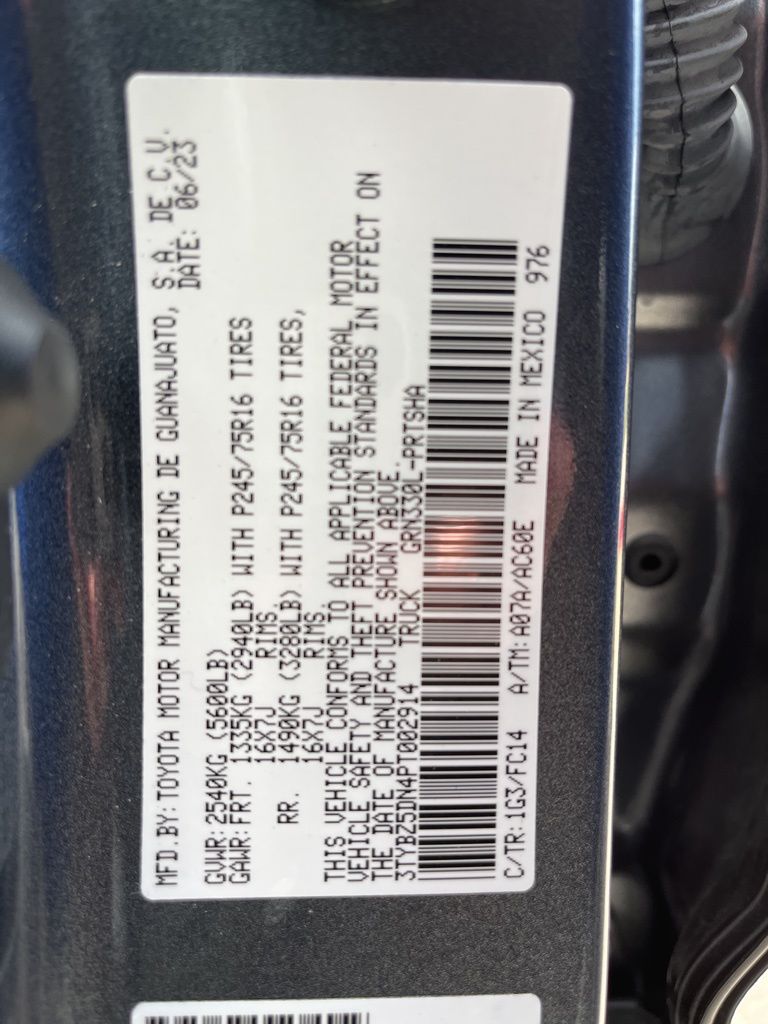 MFD.BY:TOYOTA MOTOR MANUFACTURING DE GUANAJUATO, S.A. DE C.V.
DATE: 06/23
GVWR:2540KG (5600LB)
GAWR:FRT. 1335KG (2940LB) WITH P245/75R16 TIRES
16X7J RIMS.
RR. 1490KG (3280LB) WITH P245/75R16 TIRES,
16X7J RIMS
THIS VEHICLE CONFORMS TO ALL APPLICABLE FEDERAL MOTOR
VEHICLE SAFETY AND THEFT PREVENTION STANDARDS IN EFFECT ON
THE DATE OF MANUFACTURE SHOWN ABOVE.
3TYBZ5DN4PT002914 TRUCK GRN330L-PRTSHA
C/TR:1G3/FC14 A/TM:A07A/AC60E MADE IN MEXICO 976